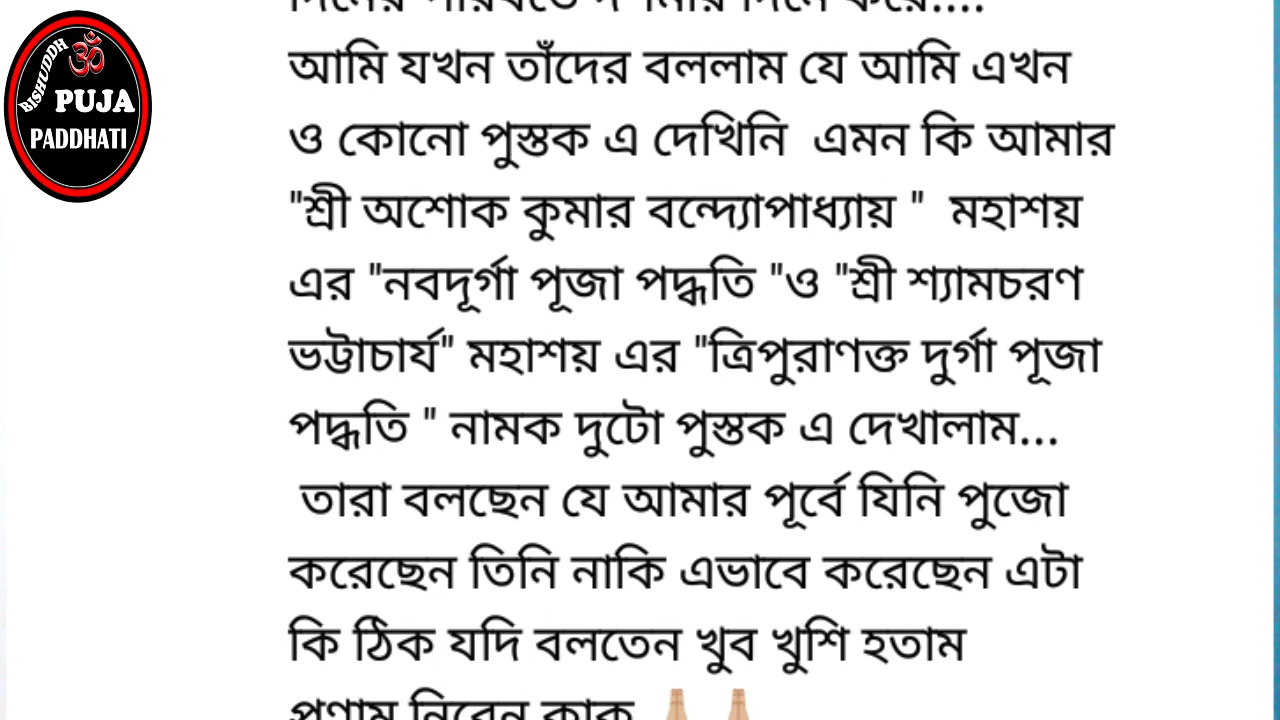 BISHUDDH
ॐ
PUJA
PADDHATI
আমি যখন তাঁদের বললাম যে আমি এখন
ও কোনো পুস্তক এ দেখিনি এমন কি আমার
"শ্রী অশোক কুমার বন্দ্যোপাধ্যায় " মহাশয়
এর "নবদূর্গা পূজা পদ্ধতি "ও "শ্রী শ্যামচরণ
ভট্টাচার্য" মহাশয় এর "ত্রিপুরাণক্ত দুর্গা পূজা
পদ্ধতি " নামক দুটো পুস্তক এ দেখালাম...
তারা বলছেন যে আমার পূর্বে যিনি পুজো
করেছেন তিনি নাকি এভাবে করেছেন এটা
কি ঠিক যদি বলতেন খুব খুশি হতাম
প্রণাম নিবেন কাকু 🙏🏼 🙏🏼